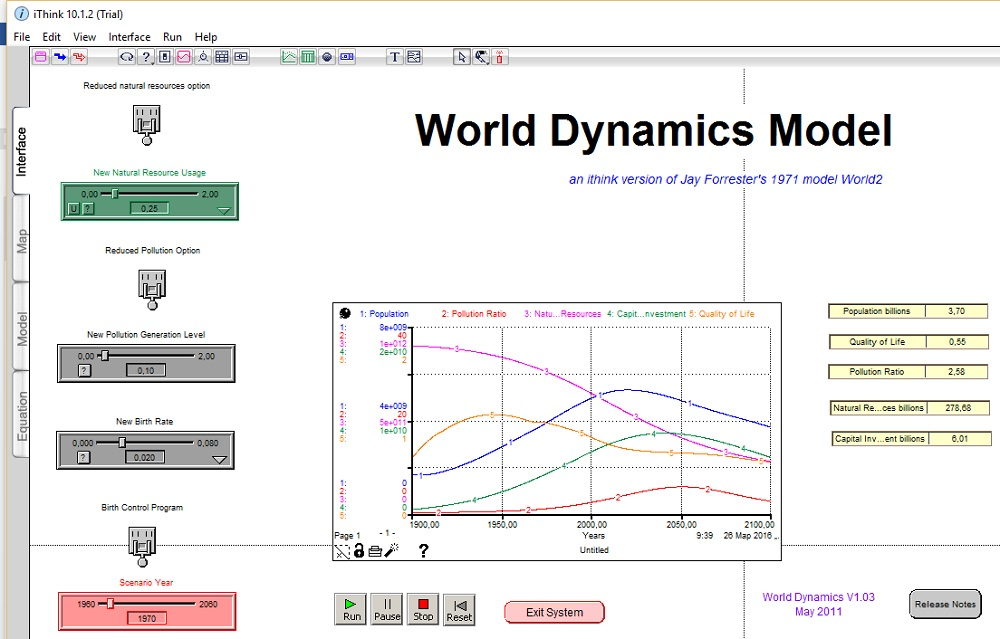 iThink 10.1.2 (Trial)
File Edit View Interface Run Help
Interface
Map
Model
Equation
Reduced natural resources option
New Natural Resource Usage
0,00 2,00
U ? 0,25
Reduced Pollution Option
New Pollution Generation Level
0,00 2,00
? 0,10
New Birth Rate
0,000 0,080
? 0,020
Birth Control Program
Scenario Year
1960 2060
1970
World Dynamics Model
an ithink version of Jay Forrester's 1971 model World2
1: Population 2: Pollution Ratio 3: Natu...Resources 4: Capit...nvestment 5: Quality of Life
1: 8e+009
2: 40
3: 1e+012
4: 2e+010
5: 2
1: 4e+009
2: 20
3: 5e+011
4: 1e+010
5: 1
1: 0
2: 0
3: 0
4: 0
5: 0
1900,00 1950,00 2000,00 2050,00 2100,00
Page 1 - 1 - Years 9:39 26 Мар 2016 ...
? Untitled
Population billions 3,70
Quality of Life 0,55
Pollution Ratio 2,58
Natural Re...ces billions 278,68
Capital Inv...ent billions 6,01
Run Pause Stop Reset
Exit System
World Dynamics V1.03
May 2011
Release Notes